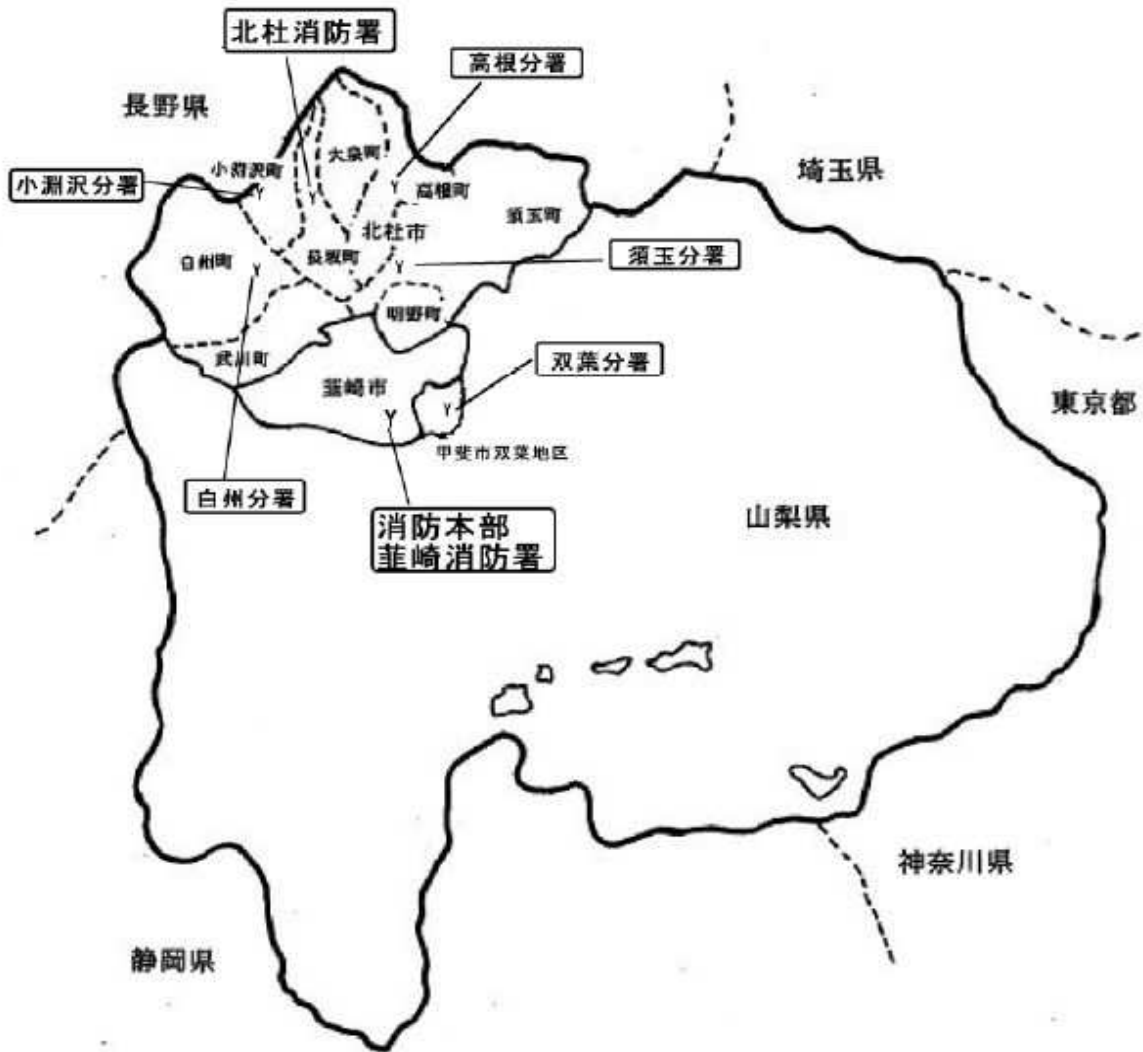 北杜消防署
高根分署
長野県
大泉町
小淵沢町
埼玉県
小淵沢分署
高根町
須玉町
北杜市
白州町
長坂町
須玉分署
明野町
武川町
双葉分署
韮崎市
東京都
甲斐市双葉地区
白州分署
消防本部
韮崎消防署
山梨県
神奈川県
静岡県